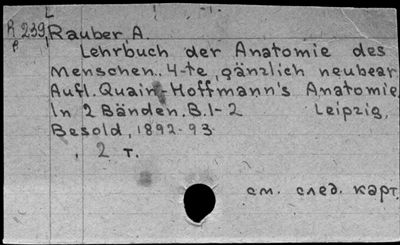 R 239
P
Rauber, A.
Lehrbuch der Anatomie des
Menschen.. 4-te, gänzlich neubear
Aufl. Quain-Hoffmann's Anatomie.
In 2 Bänden. B. 1-2 Leipzig,
Besold, 1892-93
2 т.
см. след. карт.